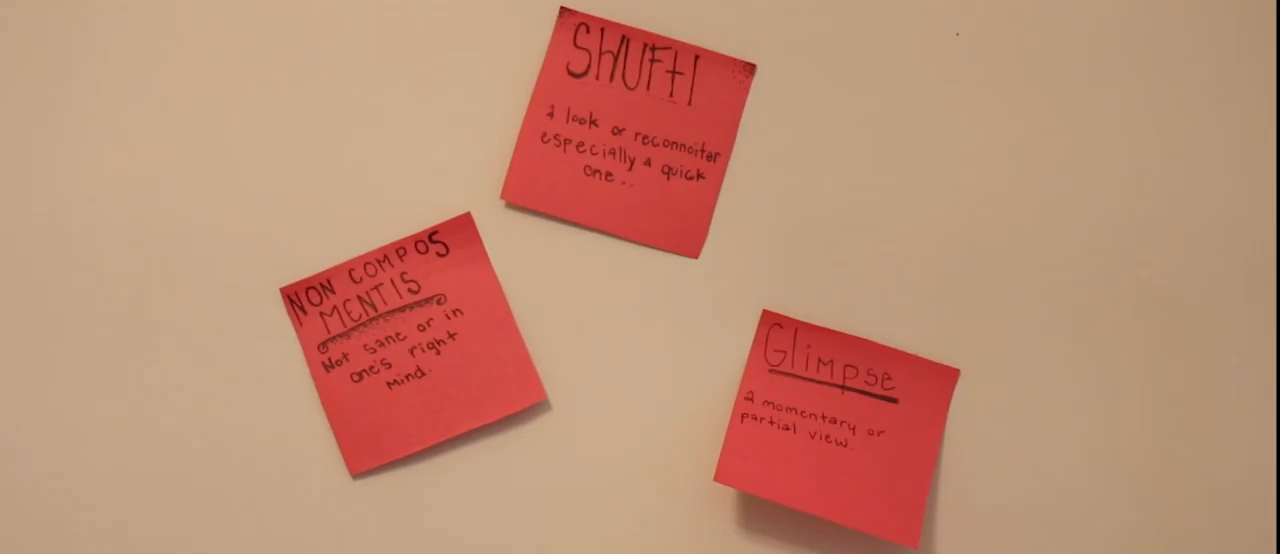 SHUFTI
a look or reconnoiter
especially a quick
one..
NON COMPOS
MENTIS
Not sane or in
one's right
mind.
Glimpse
a momentary or
partial view.